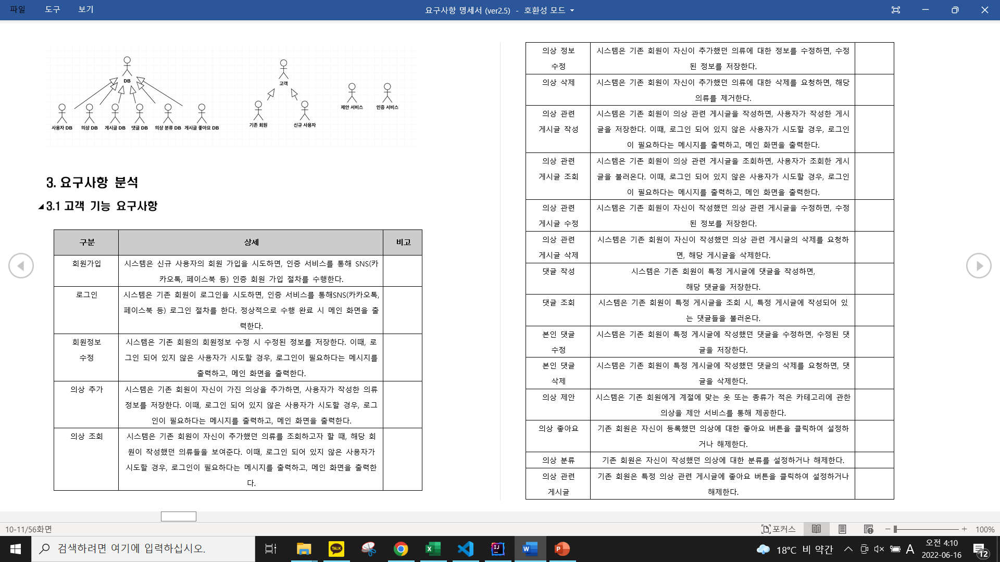 파일 도구 보기 요구사항 명세서 (ver2.5) - 호환성 모드
DB
사용자 DB 의상 DB 게시글 DB 댓글 DB 의상 분류 DB 게시글 좋아요 DB
고객
기존 회원 신규 사용자
제안 서비스 인증 서비스
3. 요구사항 분석
3.1 고객 기능 요구사항
구분 상세 비고
회원가입
시스템은 신규 사용자의 회원 가입을 시도하면, 인증 서비스를 통해 SNS(카
카오톡, 페이스북 등) 인증 회원 가입 절차를 수행한다.
로그인
시스템은 기존 회원이 로그인을 시도하면, 인증 서비스를 통해SNS(카카오톡,
페이스북 등) 로그인 절차를 한다. 정상적으로 수행 완료 시 메인 화면을 출
력한다.
회원정보
수정
시스템은 기존 회원의 회원정보 수정 시 수정된 정보를 저장한다. 이때, 로
그인 되어 있지 않은 사용자가 시도할 경우, 로그인이 필요하다는 메시지를
출력하고, 메인 화면을 출력한다.
의상 추가
시스템은 기존 회원이 자신이 가진 의상을 추가하면, 사용자가 작성한 의류
정보를 저장한다. 이때, 로그인 되어 있지 않은 사용자가 시도할 경우, 로그
인이 필요하다는 메시지를 출력하고, 메인 화면을 출력한다.
의상 조회
시스템은 기존 회원이 자신이 추가했던 의류를 조회하고자 할 때, 해당 회
원이 작성했던 의류들을 보여준다. 이때, 로그인 되어 있지 않은 사용자가
시도할 경우, 로그인이 필요하다는 메시지를 출력하고, 메인 화면을 출력한
다.
의상 정보
수정
시스템은 기존 회원이 자신이 추가했던 의류에 대한 정보를 수정하면, 수정
된 정보를 저장한다.
의상 삭제
시스템은 기존 회원이 자신이 추가했던 의류에 대한 삭제를 요청하면, 해당
의류를 제거한다.
의상 관련
게시글 작성
시스템은 기존 회원이 의상 관련 게시글을 작성하면, 사용자가 작성한 게시
글을 저장한다. 이때, 로그인 되어 있지 않은 사용자가 시도할 경우, 로그인
이 필요하다는 메시지를 출력하고, 메인 화면을 출력한다.
의상 관련
게시글 조회
시스템은 기존 회원이 의상 관련 게시글을 조회하면, 사용자가 조회한 게시
글을 불러온다. 이때, 로그인 되어 있지 않은 사용자가 시도할 경우, 로그인
이 필요하다는 메시지를 출력하고, 메인 화면을 출력한다.
의상 관련
게시글 수정
시스템은 기존 회원이 자신이 작성했던 의상 관련 게시글을 수정하면, 수정
된 정보를 저장한다.
의상 관련
게시글 삭제
시스템은 기존 회원이 자신이 작성했던 의상 관련 게시글의 삭제를 요청하
면, 해당 게시글을 삭제한다.
댓글 작성
시스템은 기존 회원이 특정 게시글에 댓글을 작성하면,
해당 댓글을 저장한다.
댓글 조회
시스템은 기존 회원이 특정 게시글을 조회 시, 특정 게시글에 작성되어 있
는 댓글들을 불러온다.
본인 댓글
수정
시스템은 기존 회원이 특정 게시글에 작성했던 댓글을 수정하면, 수정된 댓
글을 저장한다.
본인 댓글
삭제
시스템은 기존 회원이 특정 게시글에 작성했던 댓글의 삭제를 요청하면, 댓
글을 삭제한다.
의상 제안
시스템은 기존 회원에게 계절에 맞는 옷 또는 종류가 적은 카테고리에 관한
의상을 제안 서비스를 통해 제공한다.
의상 좋아요
기존 회원은 자신이 등록했던 의상에 대한 좋아요 버튼을 클릭하여 설정하
거나 해제한다.
의상 분류
기존 회원은 자신이 작성했던 의상에 대한 분류를 설정하거나 해제한다.
의상 관련
게시글
기존 회원은 특정 의상 관련 게시글에 좋아요 버튼을 클릭하여 설정하거나
해제한다.
10-11/56화면 포커스 100%
검색하려면 여기에 입력하십시오.
TALK
IJ
W
P
18°C 비 약간
A
오전 4:10
2022-06-16
12